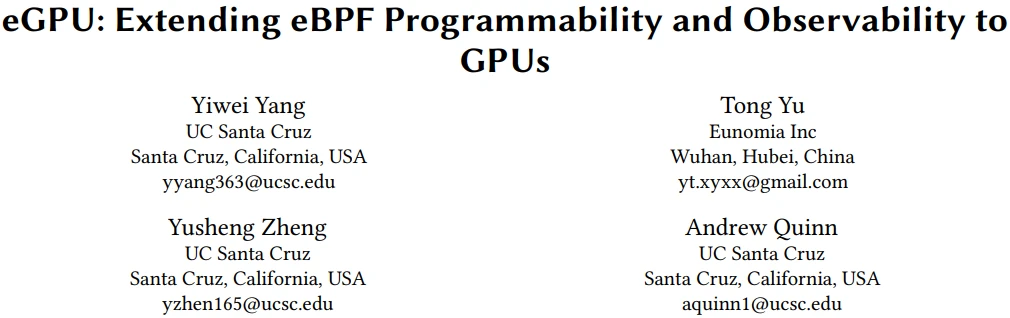 eGPU: Extending eBPF Programmability and Observability to
GPUs
Yiwei Yang
UC Santa Cruz
Santa Cruz, California, USA
yyang363@ucsc.edu
Tong Yu
Eunomia Inc
Wuhan, Hubei, China
yt.xyxx@gmail.com
Yusheng Zheng
UC Santa Cruz
Santa Cruz, California, USA
yzhen165@ucsc.edu
Andrew Quinn
UC Santa Cruz
Santa Cruz, California, USA
aquinn1@ucsc.edu